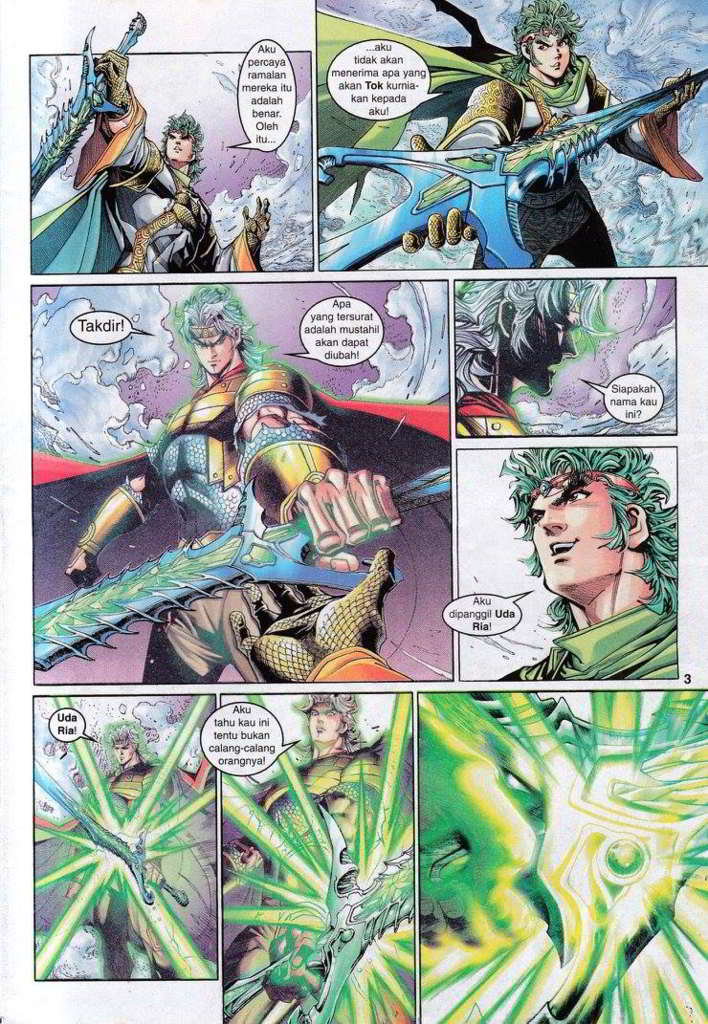 Aku
percaya
ramalan
mereka itu
adalah
benar.
Oleh
itu...
...aku
tidak akan
menerima apa yang
akan Tok kurnia-
kan kepada
aku!
Takdir!
Apa
yang tersurat
adalah mustahil
akan dapat
diubah!
Siapakah
nama kau
ini?
Aku
dipanggil Uda
Ria!
3
Uda
Ria!
Aku
tahu kau ini
tentu bukan
calang-calang
orangnya!